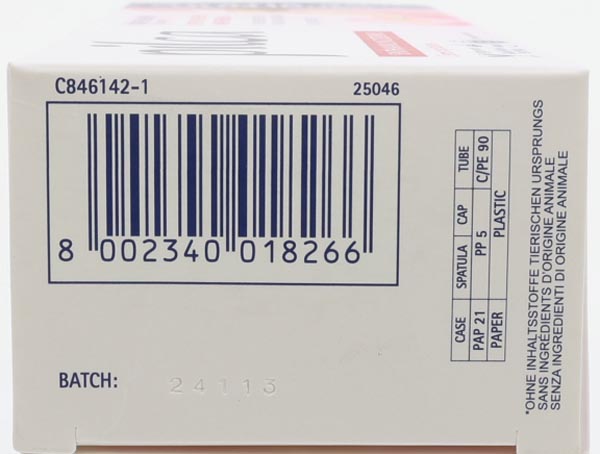 C846142-1
25046
8 002340 018266
BATCH:
24113
CASE SPATULA CAP TUBE
PAP 21 PP 5 C/PE 90
PAPER PLASTIC
*OHNE INHALTSSTOFFE TIERISCHEN URSPRUNGS
SANS INGRÉDIENTS D'ORIGINE ANIMALE
SENZA INGREDIENTI DI ORIGINE ANIMALE